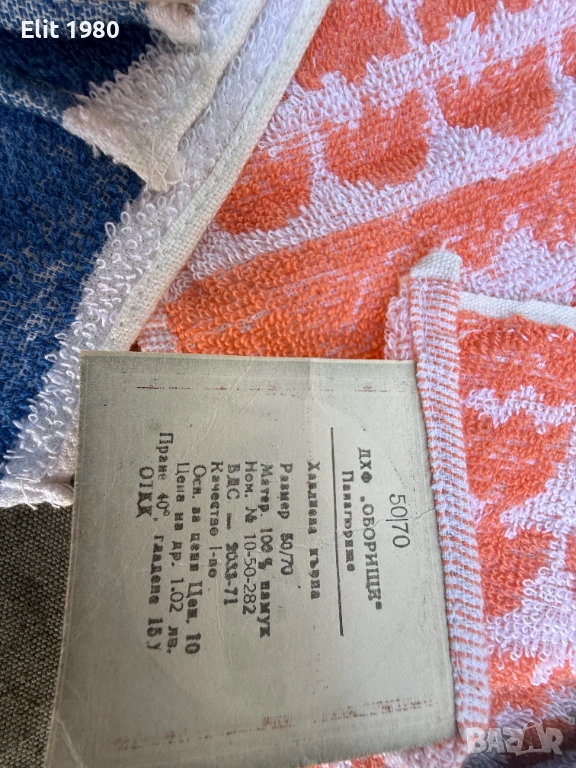 Elit 1980
50/70
ДХФ „ОБОРИЩЕ"
Панагюрище
Хавлиена кърпа
Размер 50/70
Матер. 100% памук
Ном. № 10-50-282
БДС — 2033-71
Качество I-во
Осн. за цена Цен. 10
Цена на др. 1.02 лв.
Пране 40°, гладене 15 V
ОТКК
BAZAR